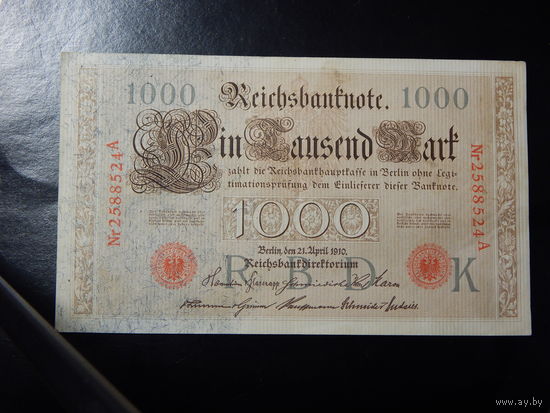 1000 Reichsbanknote. 1000
Ein Tausend Mark
zahlt die Reichsbankhauptkasse in Berlin ohne Legi-
timationsprüfung dem Einlieferer dieser Banknote.
Nr2588524A
Nr2588524A
1000
Berlin, den 21. April 1910.
Reichsbankdirektorium
R B D K
www.ay.by